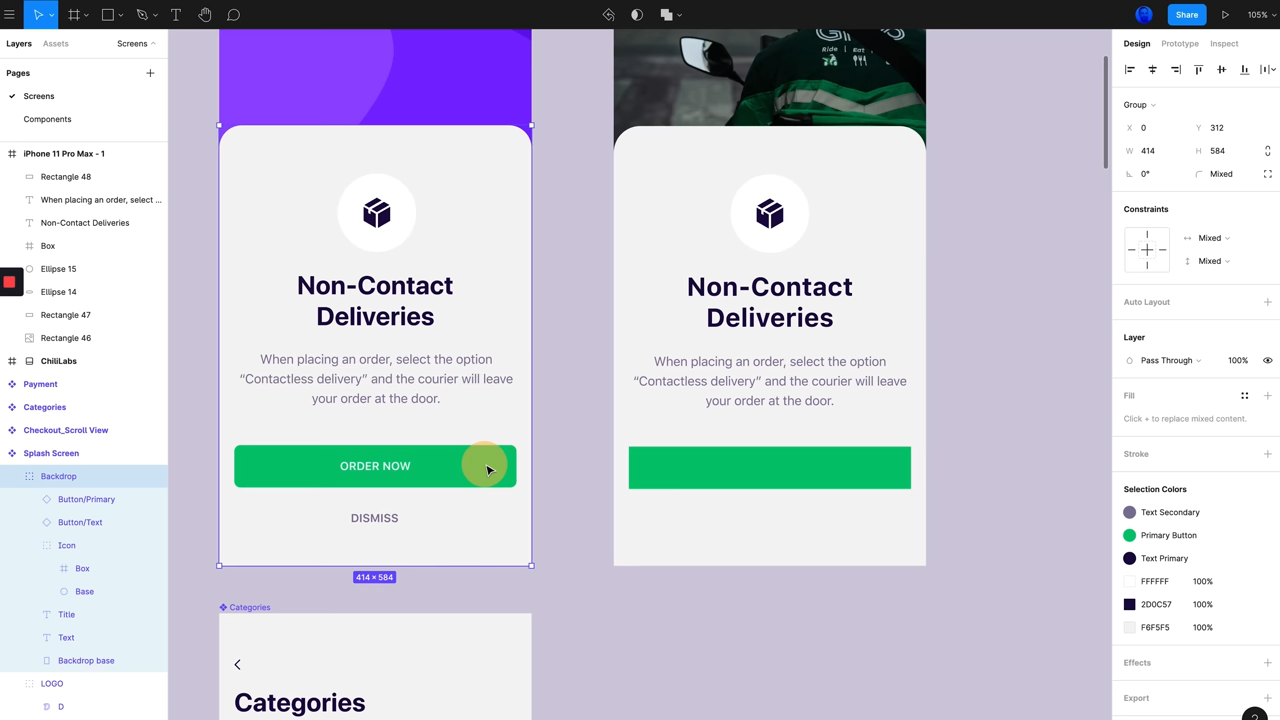 Share
105%
Layers
Assets
Screens
Pages
Screens
Components
iPhone 11 Pro Max - 1
Rectangle 48
When placing an order, select ...
Non-Contact Deliveries
Box
Ellipse 15
Ellipse 14
Rectangle 47
Rectangle 46
ChiliLabs
Payment
Categories
Checkout_Scroll View
Splash Screen
Backdrop
Button/Primary
Button/Text
Icon
Box
Base
Title
Text
Backdrop base
LOGO
D
Non-Contact
Deliveries
When placing an order, select the option
“Contactless delivery” and the courier will leave
your order at the door.
ORDER NOW
DISMISS
414 × 584
Categories
Categories
Ride | Eat
Non-Contact
Deliveries
When placing an order, select the option
“Contactless delivery” and the courier will leave
your order at the door.
Design
Prototype
Inspect
Group
X 0 Y 312
W 414 H 584
0° Mixed
Constraints
Mixed
Mixed
Auto Layout
Layer
Pass Through 100%
Fill
Click + to replace mixed content.
Stroke
Selection Colors
Text Secondary
Primary Button
Text Primary
FFFFFF 100%
2D0C57 100%
F6F5F5 100%
Effects
Export
?